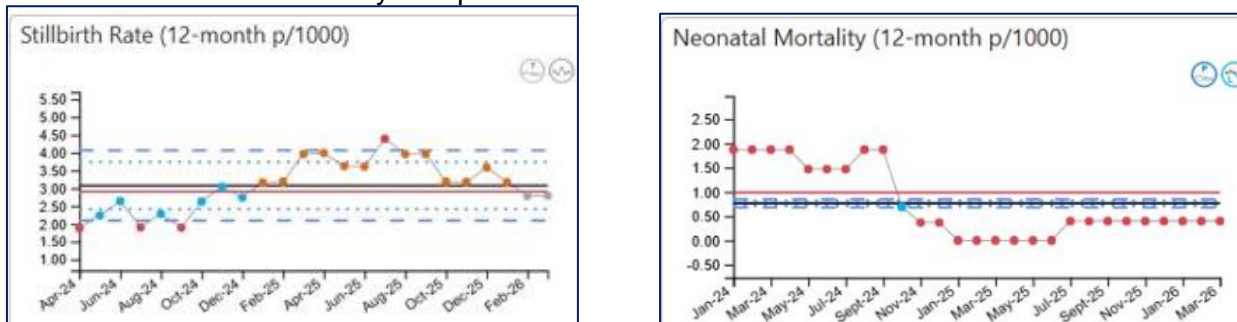 Stillbirth Rate (12-month p/1000)
5.50
5.00
4.50
4.00
3.50
3.00
2.50
2.00
1.50
1.00
Apr-24
Jun-24
Aug-24
Oct-24
Dec-24
Feb-25
Apr-25
Jun-25
Aug-25
Oct-25
Dec-25
Feb-26
Neonatal Mortality (12-month p/1000)
P
L
2.50
2.00
1.50
1.00
0.50
0.00
-0.50
Jan-24
Mar-24
May-24
Jul-24
Sept-24
Nov-24
Jan-25
Mar-25
May-25
Jul-25
Sept-25
Nov-25
Jan-26
Mar-26